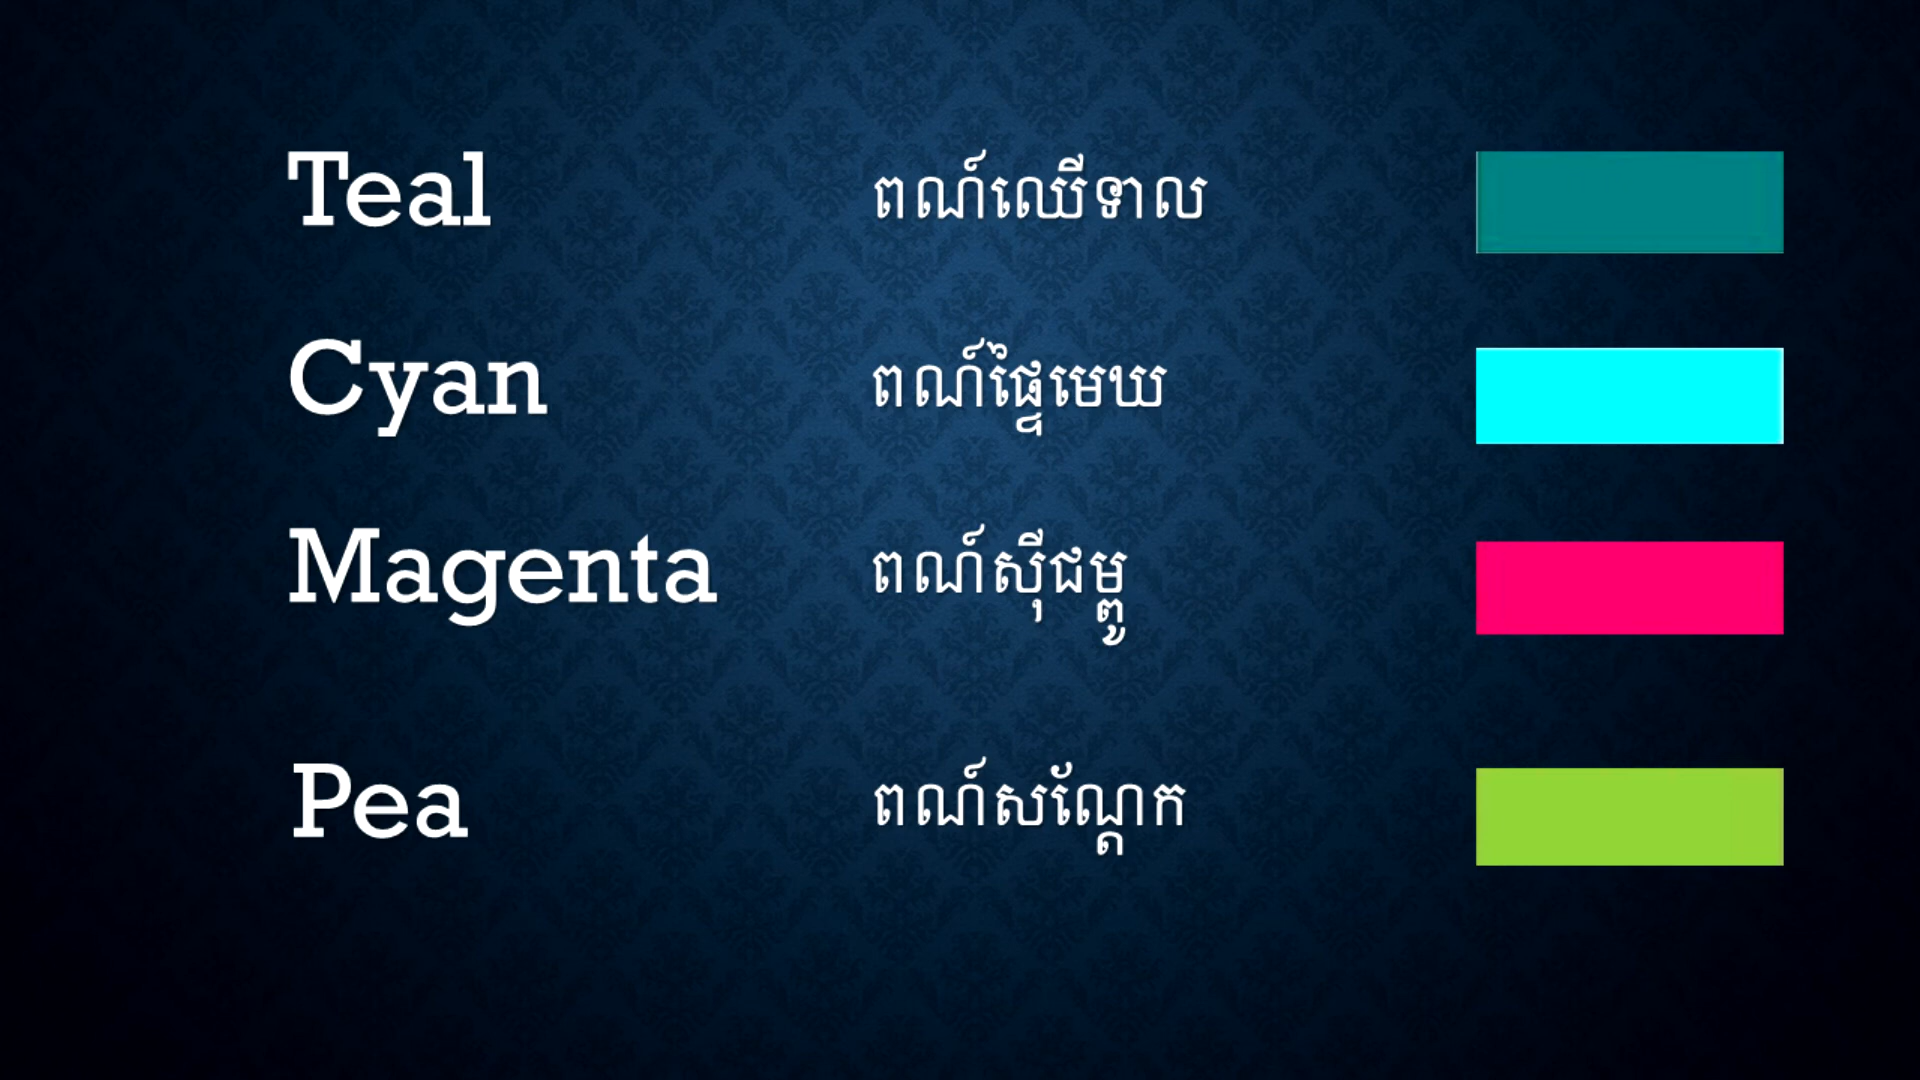 Teal ពណ៍ឈើទាល
Cyan ពណ៍ផ្ទៃមេឃ
Magenta ពណ៍ស៊ីជម្ពូ
Pea ពណ៍សណ្តែក